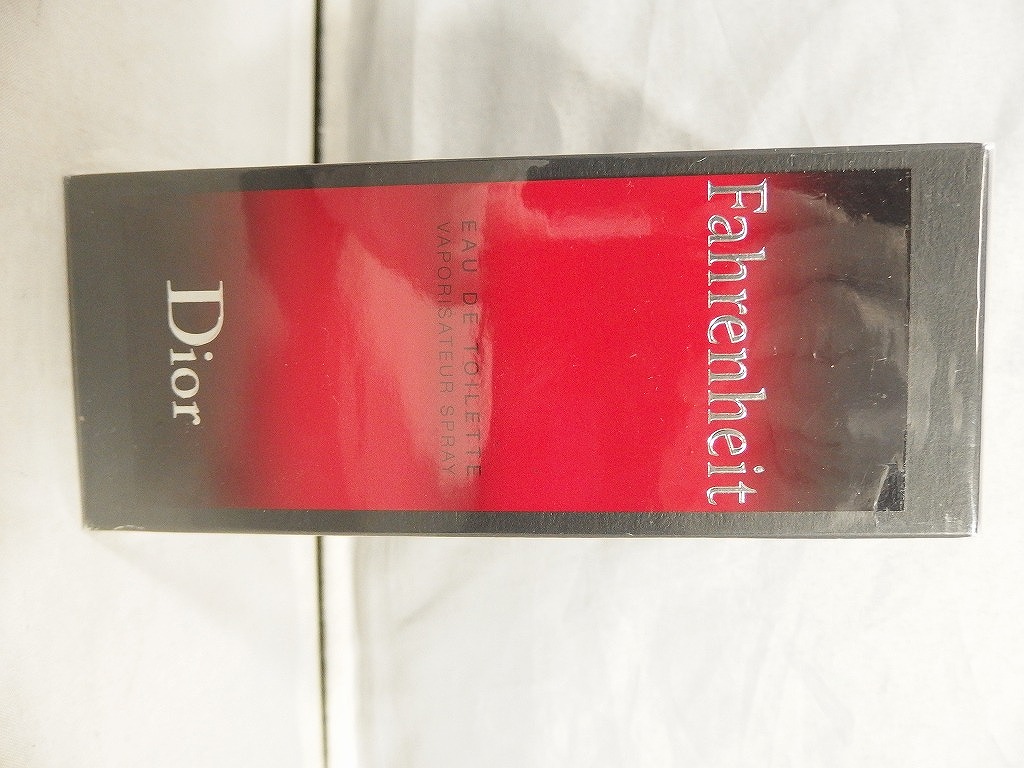 Fahrenheit
EAU DE TOILETTE
VAPORISATEUR SPRAY
Dior